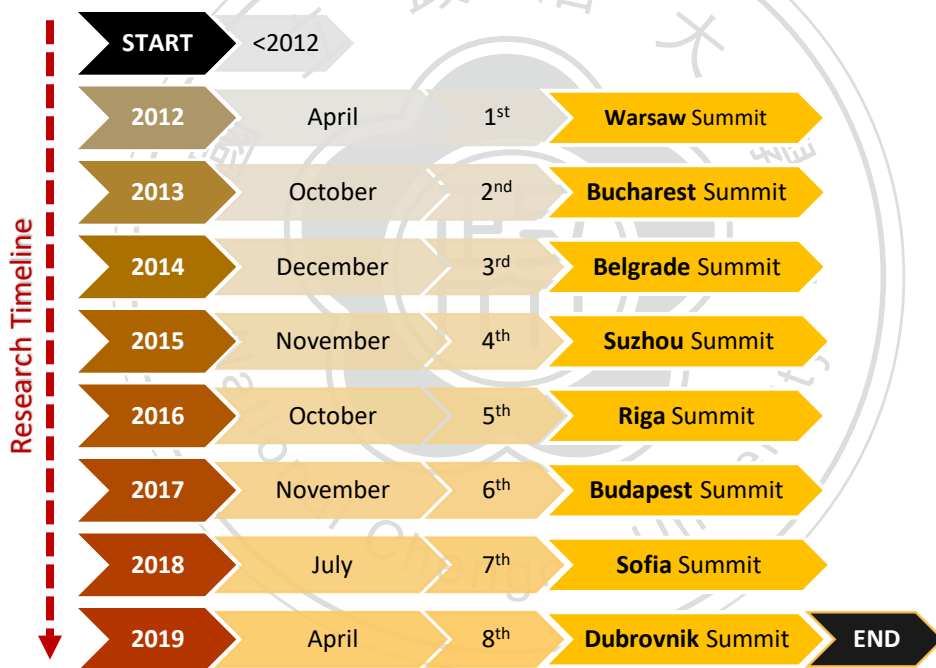 START <2012
2012 April 1st Warsaw Summit
2013 October 2nd Bucharest Summit
2014 December 3rd Belgrade Summit
2015 November 4th Suzhou Summit
2016 October 5th Riga Summit
2017 November 6th Budapest Summit
2018 July 7th Sofia Summit
2019 April 8th Dubrovnik Summit END
Research Timeline